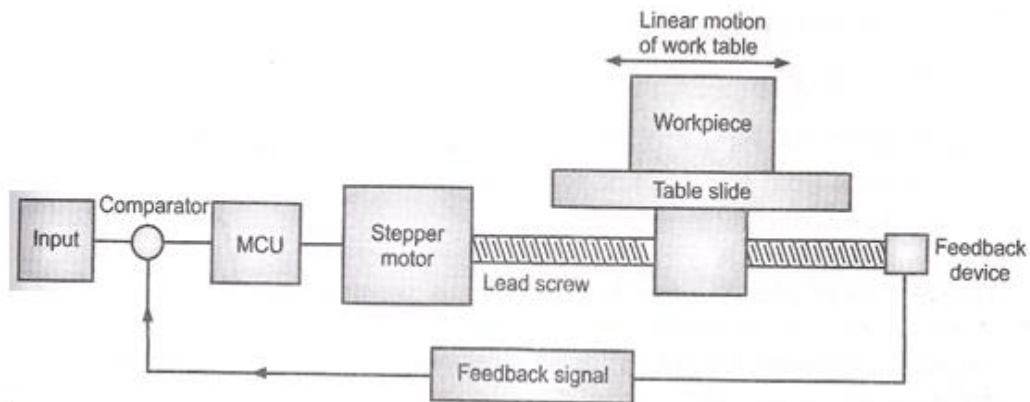 Linear motion
of work table
Workpiece
Table slide
Comparator
Input
MCU
Stepper
motor
Lead screw
Feedback
device
Feedback signal